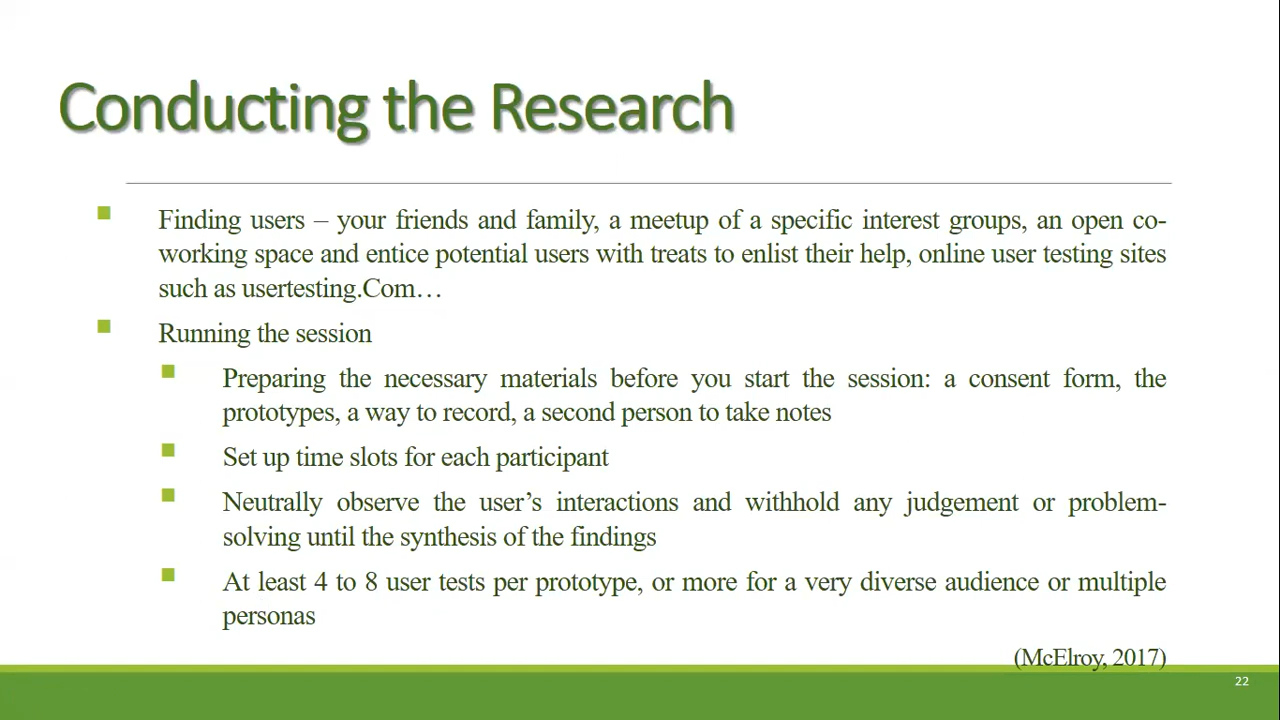 Conducting the Research
Finding users – your friends and family, a meetup of a specific interest groups, an open co-
working space and entice potential users with treats to enlist their help, online user testing sites
such as usertesting.Com…
Running the session
Preparing the necessary materials before you start the session: a consent form, the
prototypes, a way to record, a second person to take notes
Set up time slots for each participant
Neutrally observe the user’s interactions and withhold any judgement or problem-
solving until the synthesis of the findings
At least 4 to 8 user tests per prototype, or more for a very diverse audience or multiple
personas
(McElroy, 2017)
22